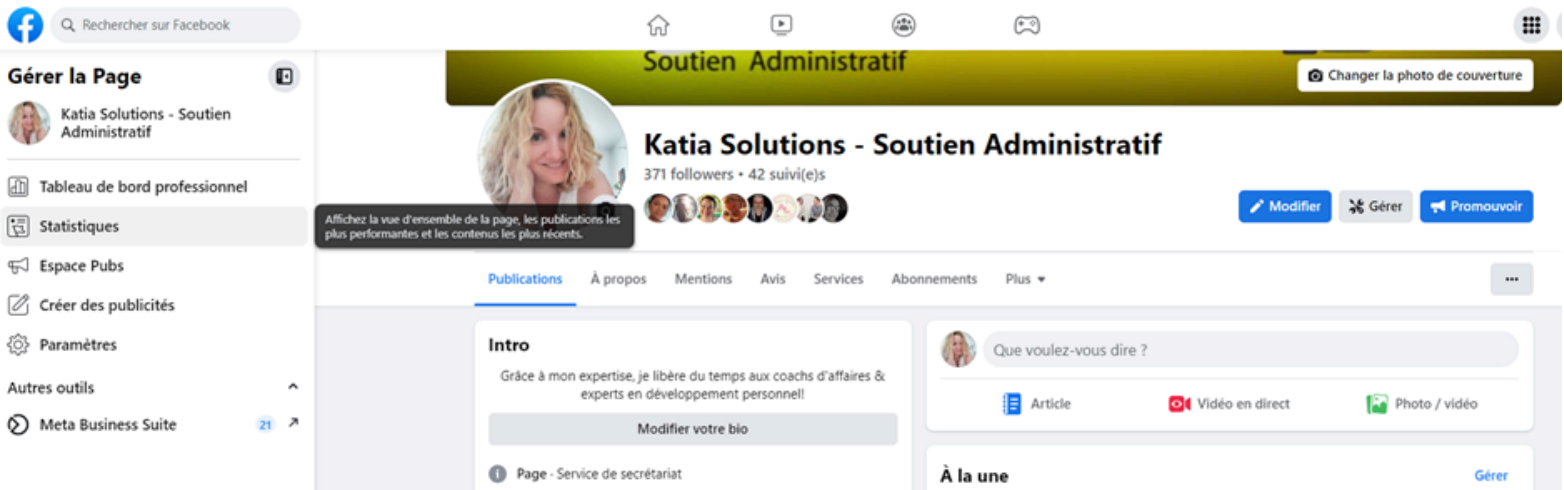 Rechercher sur Facebook
Gérer la Page
Katia Solutions - Soutien
Administratif
Tableau de bord professionnel
Statistiques
Espace Pubs
Créer des publicités
Paramètres
Autres outils
Meta Business Suite 21
Affichez la vue d'ensemble de la page, les publications les
plus performantes et les contenus les plus récents.
Soutien Administratif
Changer la photo de couverture
Katia Solutions - Soutien Administratif
371 followers • 42 suivi(e)s
Modifier Gérer Promouvoir
Publications À propos Mentions Avis Services Abonnements Plus
Intro
Grâce à mon expertise, je libère du temps aux coachs d'affaires &
experts en développement personnel!
Modifier votre bio
Page · Service de secrétariat
Que voulez-vous dire ?
Article Vidéo en direct Photo / vidéo
À la une Gérer